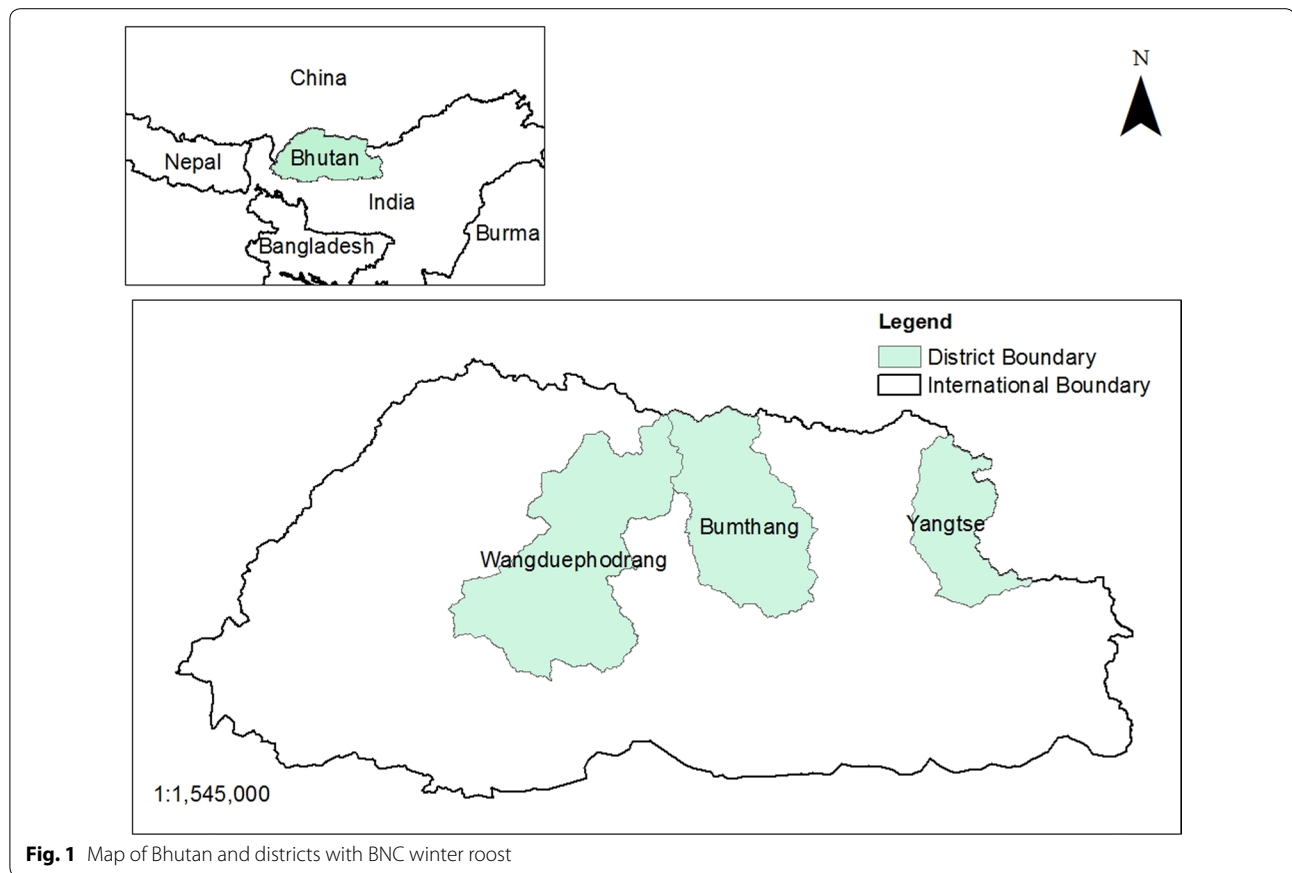 China
N
Nepal
Bhutan
India
Bangladesh
Burma
Legend
District Boundary
International Boundary
Bumthang
Yangtse
Wangduephodrang
1:1,545,000
Fig. 1 Map of Bhutan and districts with BNC winter roost